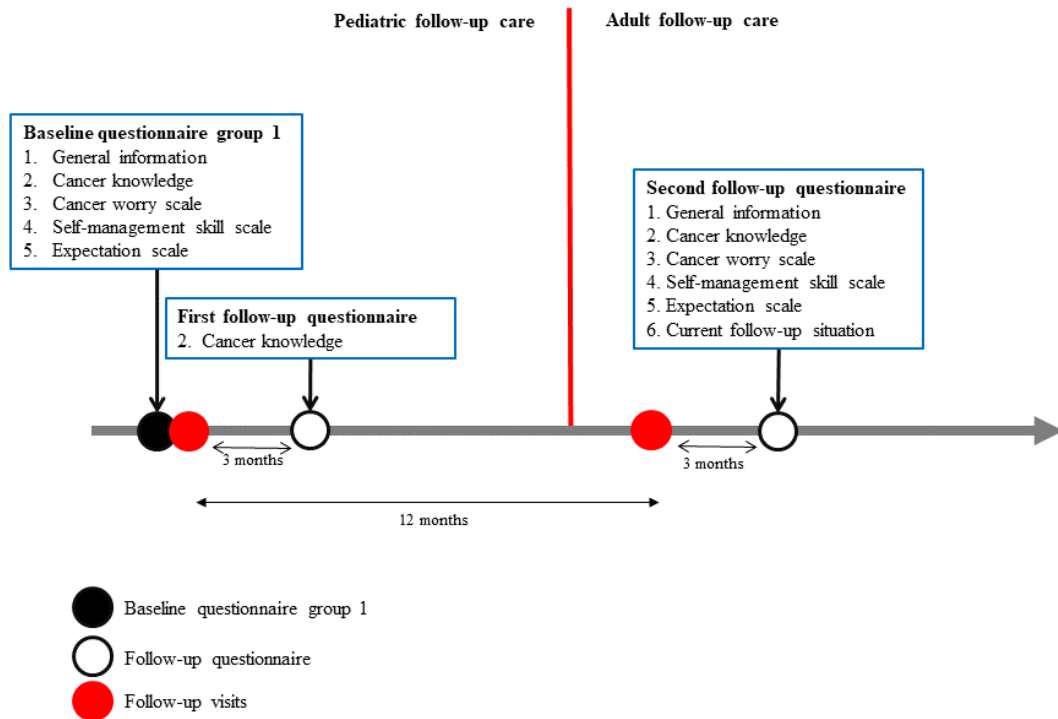 Pediatric follow-up care
Adult follow-up care
Baseline questionnaire group 1
1. General information
2. Cancer knowledge
3. Cancer worry scale
4. Self-management skill scale
5. Expectation scale
First follow-up questionnaire
2. Cancer knowledge
Second follow-up questionnaire
1. General information
2. Cancer knowledge
3. Cancer worry scale
4. Self-management skill scale
5. Expectation scale
6. Current follow-up situation
3 months
3 months
12 months
Baseline questionnaire group 1
Follow-up questionnaire
Follow-up visits